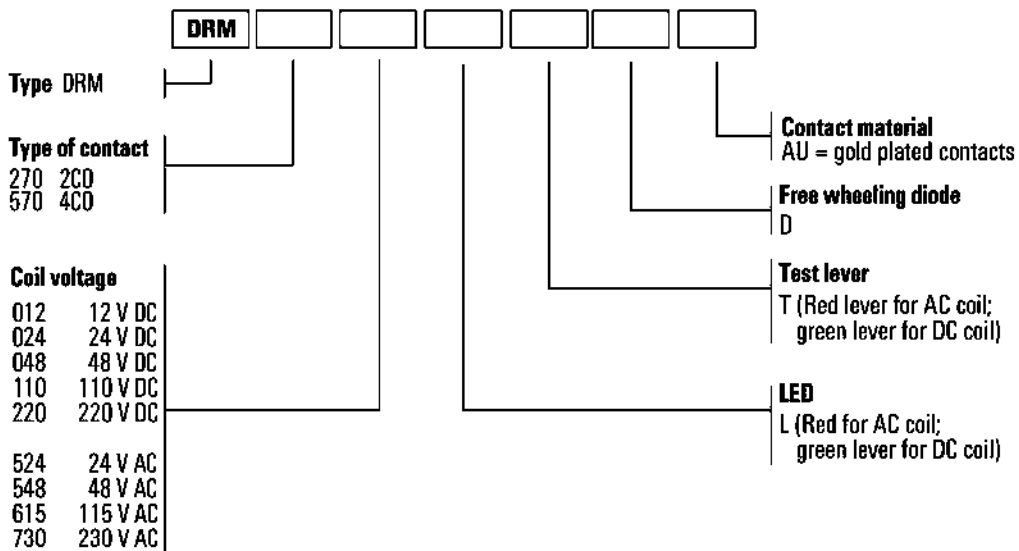 DRM
Type DRM
Type of contact
270 2CO
570 4CO
Coil voltage
012 12 V DC
024 24 V DC
048 48 V DC
110 110 V DC
220 220 V DC
524 24 V AC
548 48 V AC
615 115 V AC
730 230 V AC
Contact material
AU = gold plated contacts
Free wheeling diode
D
Test lever
T (Red lever for AC coil;
green lever for DC coil)
LED
L (Red for AC coil;
green lever for DC coil)